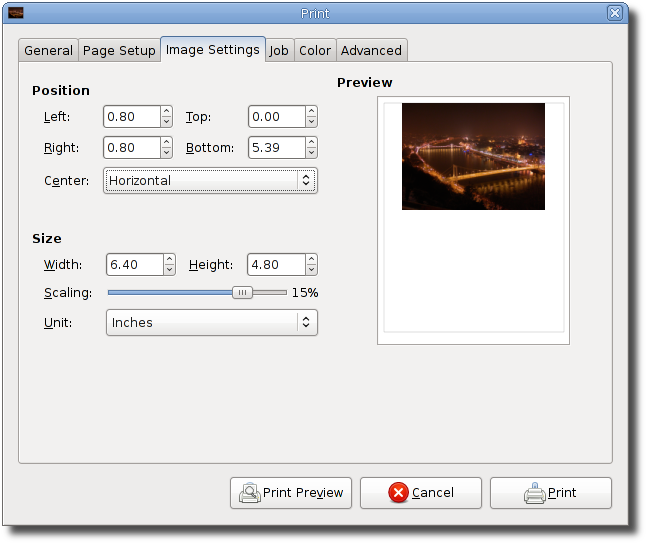 Print
General Page Setup Image Settings Job Color Advanced
Position
Left: 0.80 Top: 0.00
Right: 0.80 Bottom: 5.39
Center: Horizontal
Size
Width: 6.40 Height: 4.80
Scaling: 15%
Unit: Inches
Preview
Print Preview Cancel Print